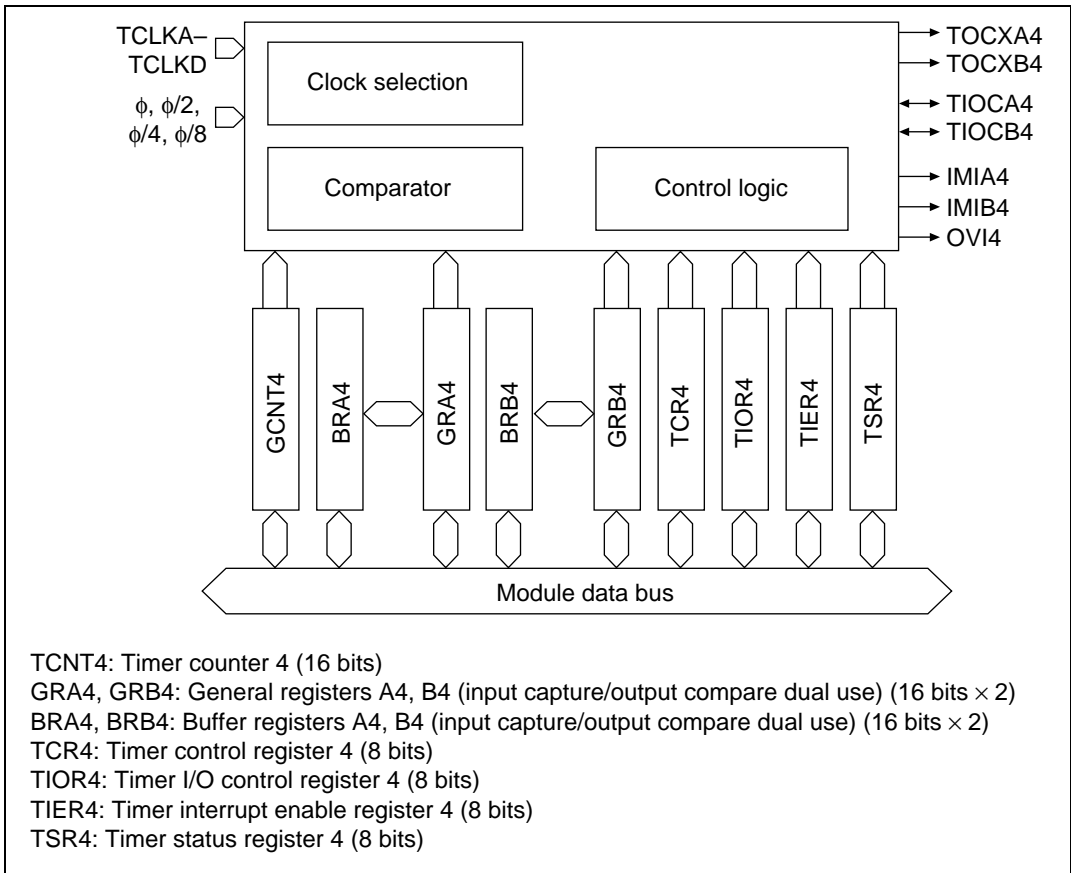 TCLKA–
TCLKD
ϕ, ϕ/2,
ϕ/4, ϕ/8
Clock selection
Comparator
Control logic
TOCXA4
TOCXB4
TIOCA4
TIOCB4
IMIA4
IMIB4
OVI4
GCNT4
BRA4
GRA4
BRB4
GRB4
TCR4
TIOR4
TIER4
TSR4
Module data bus
TCNT4: Timer counter 4 (16 bits)
GRA4, GRB4: General registers A4, B4 (input capture/output compare dual use) (16 bits × 2)
BRA4, BRB4: Buffer registers A4, B4 (input capture/output compare dual use) (16 bits × 2)
TCR4: Timer control register 4 (8 bits)
TIOR4: Timer I/O control register 4 (8 bits)
TIER4: Timer interrupt enable register 4 (8 bits)
TSR4: Timer status register 4 (8 bits)